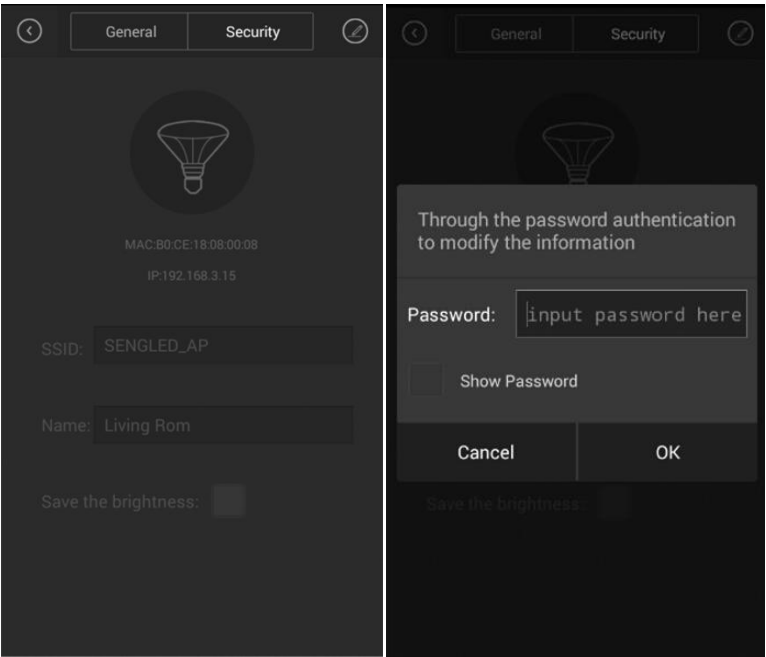 General
Security
MAC:B0:CE:18:08:00:08
IP:192.168.3.15
SSID: SENGLED_AP
Name: Living Rom
Save the brightness:
General
Security
Through the password authentication
to modify the information
Password: input password here
Show Password
Cancel
OK
Save the brightness: